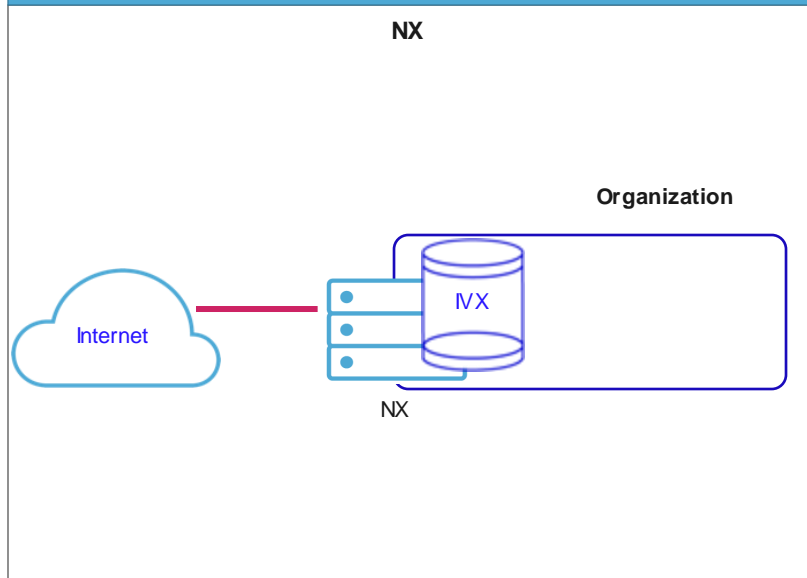 NX
Organization
IVX
Internet
NX